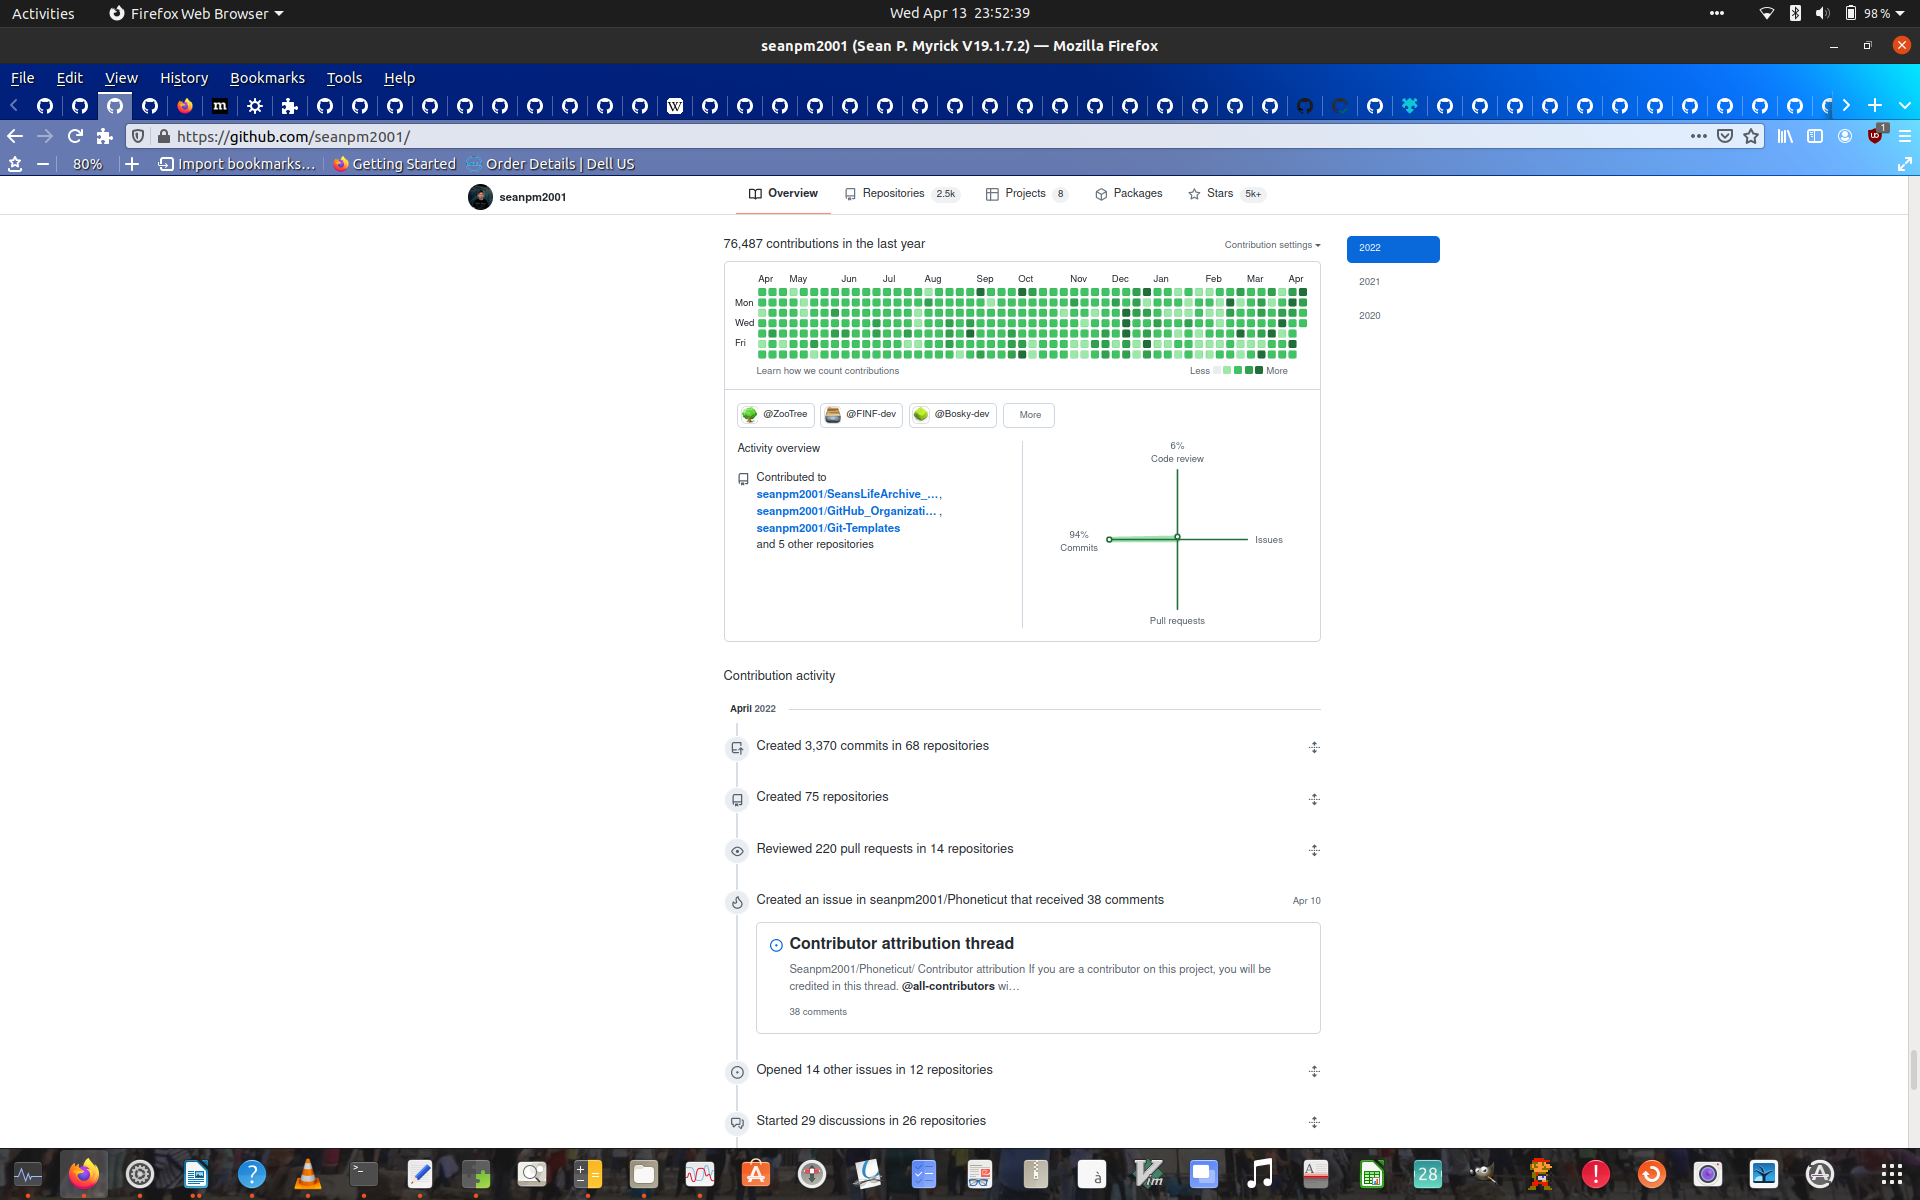 Activities
Firefox Web Browser
Wed Apr 13 23:52:39
98 %
seanpm2001 (Sean P. Myrick V19.1.7.2) — Mozilla Firefox
File Edit View History Bookmarks Tools Help
https://github.com/seanpm2001/
1
80%
Import bookmarks...
Getting Started
Order Details | Dell US
seanpm2001
Overview
Repositories 2.5k
Projects 8
Packages
Stars 5k+
76,487 contributions in the last year
Contribution settings
2022
2021
2020
Apr May Jun Jul Aug Sep Oct Nov Dec Jan Feb Mar Apr
Mon
Wed
Fri
Learn how we count contributions
Less
More
@ZooTree
@FINF-dev
@Bosky-dev
More
Activity overview
Contributed to
seanpm2001/SeansLifeArchive_... ,
seanpm2001/GitHub_Organizati... ,
seanpm2001/Git-Templates
and 5 other repositories
6%
Code review
94%
Commits
Issues
Pull requests
Contribution activity
April 2022
Created 3,370 commits in 68 repositories
Created 75 repositories
Reviewed 220 pull requests in 14 repositories
Created an issue in seanpm2001/Phoneticut that received 38 comments
Apr 10
Contributor attribution thread
Seanpm2001/Phoneticut/ Contributor attribution If you are a contributor on this project, you will be
credited in this thread. @all-contributors wi...
38 comments
Opened 14 other issues in 12 repositories
Started 29 discussions in 26 repositories
28